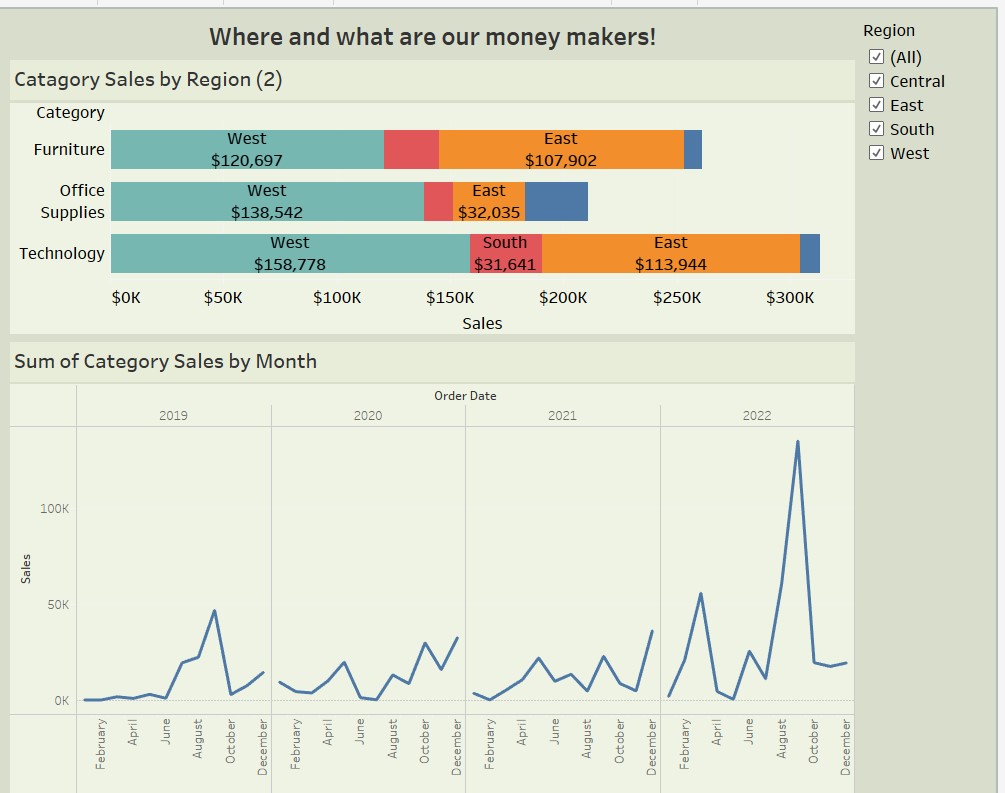 Where and what are our money makers!
Region
(All)
Central
East
South
West
Catagory Sales by Region (2)
Category
Furniture
West
$120,697
East
$107,902
Office
Supplies
West
$138,542
East
$32,035
Technology
West
$158,778
South
$31,641
East
$113,944
$0K $50K $100K $150K $200K $250K $300K
Sales
Sum of Category Sales by Month
Order Date
2019 2020 2021 2022
100K
50K
0K
Sales
February April June August October December February April June August October December February April June August October December February April June August October December